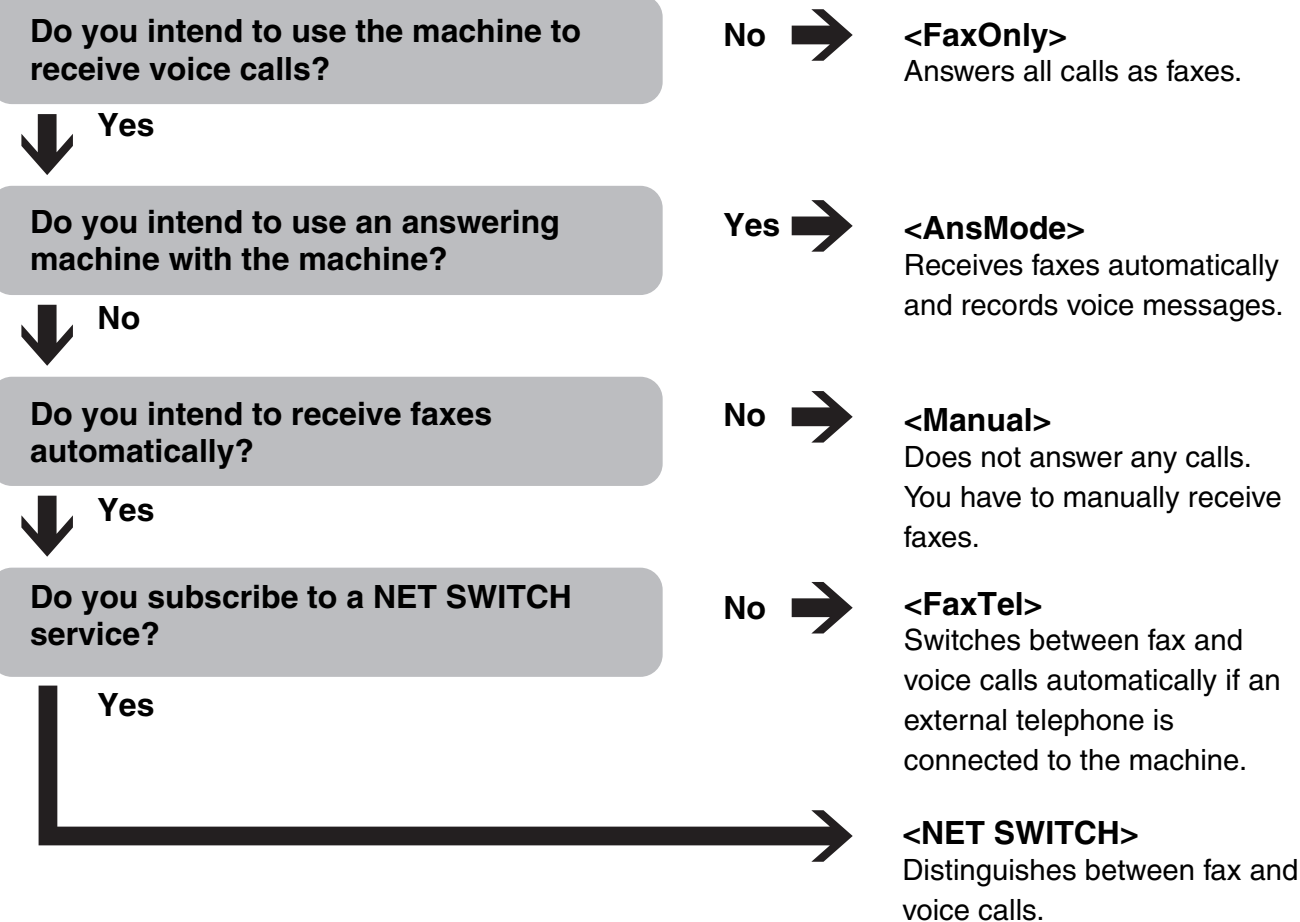 Do you intend to use the machine to
receive voice calls?
No
<FaxOnly>
Answers all calls as faxes.
Yes
Do you intend to use an answering
machine with the machine?
Yes
<AnsMode>
Receives faxes automatically
and records voice messages.
No
Do you intend to receive faxes
automatically?
No
<Manual>
Does not answer any calls.
You have to manually receive
faxes.
Yes
Do you subscribe to a NET SWITCH
service?
No
<FaxTel>
Switches between fax and
voice calls automatically if an
external telephone is
connected to the machine.
Yes
<NET SWITCH>
Distinguishes between fax and
voice calls.